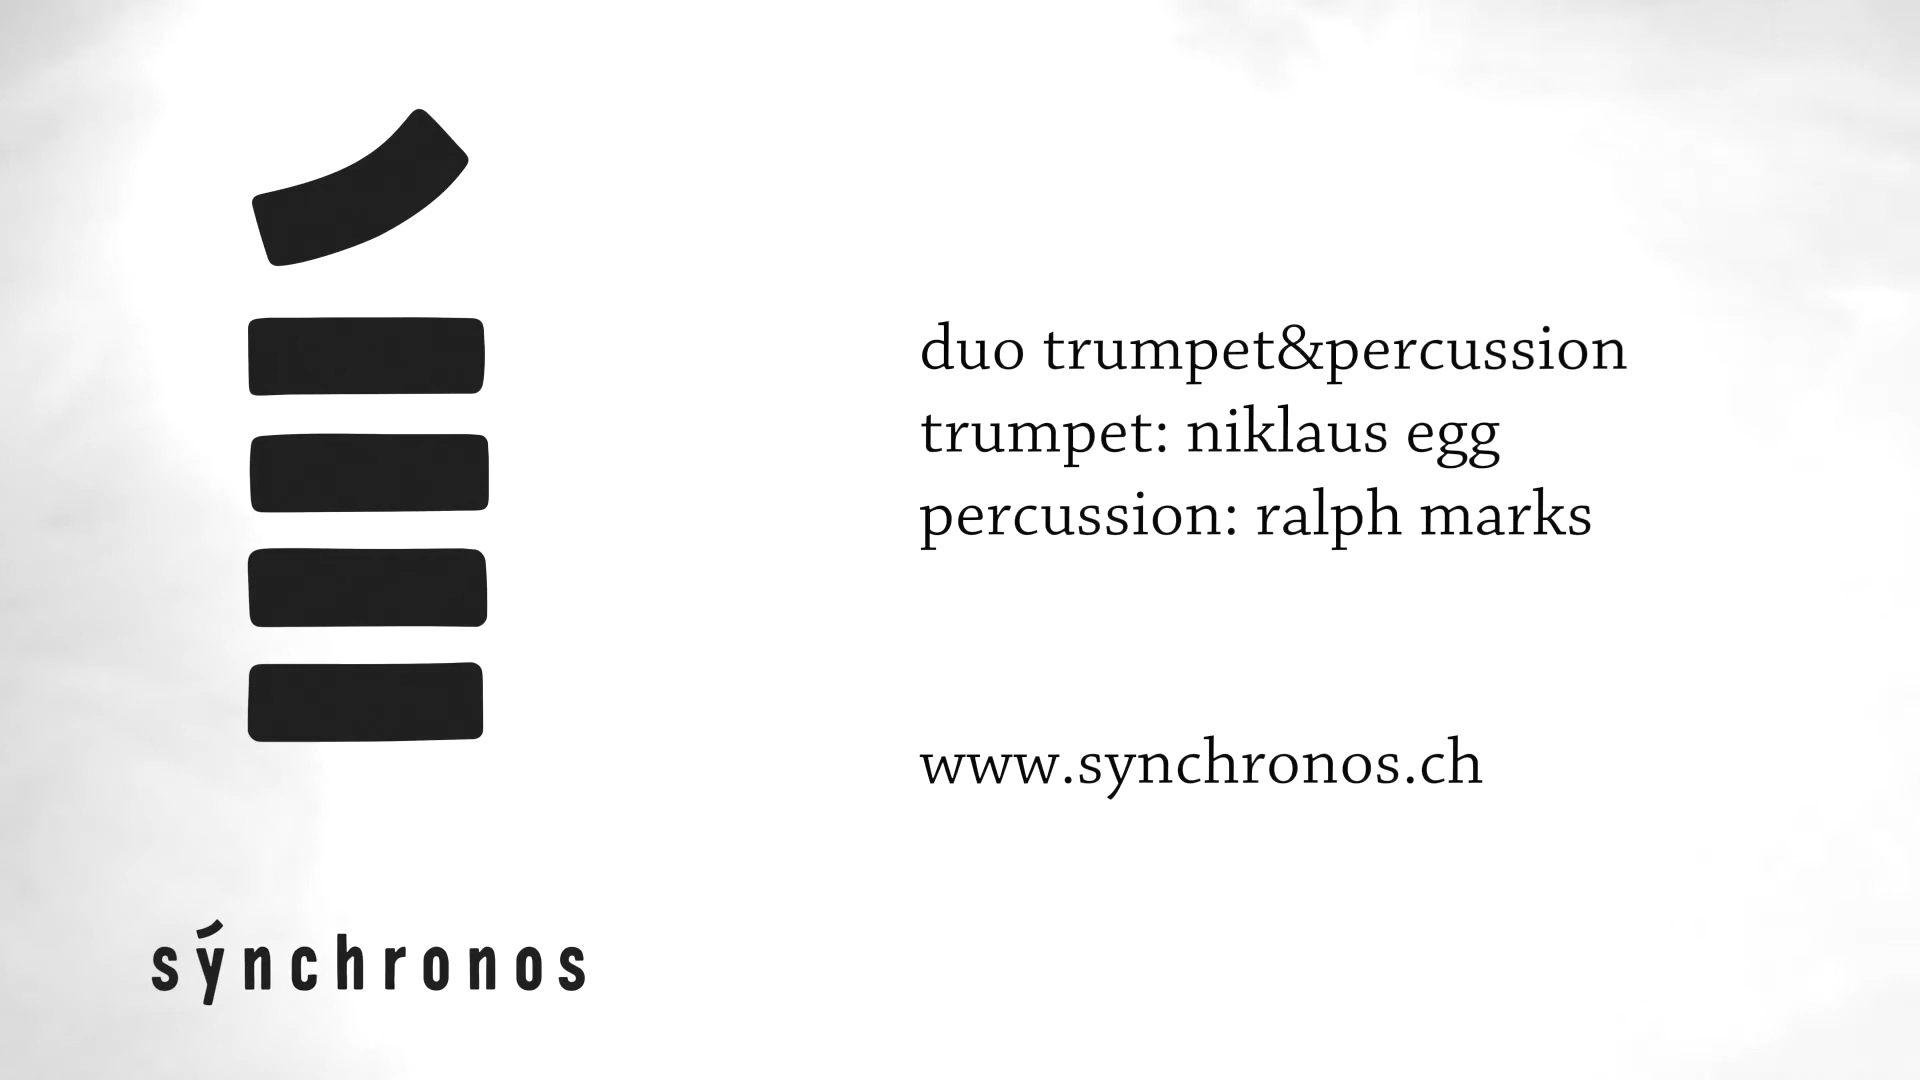 duo trumpet&percussion
trumpet: niklaus egg
percussion: ralph marks
www.synchronos.ch
sýnchronos